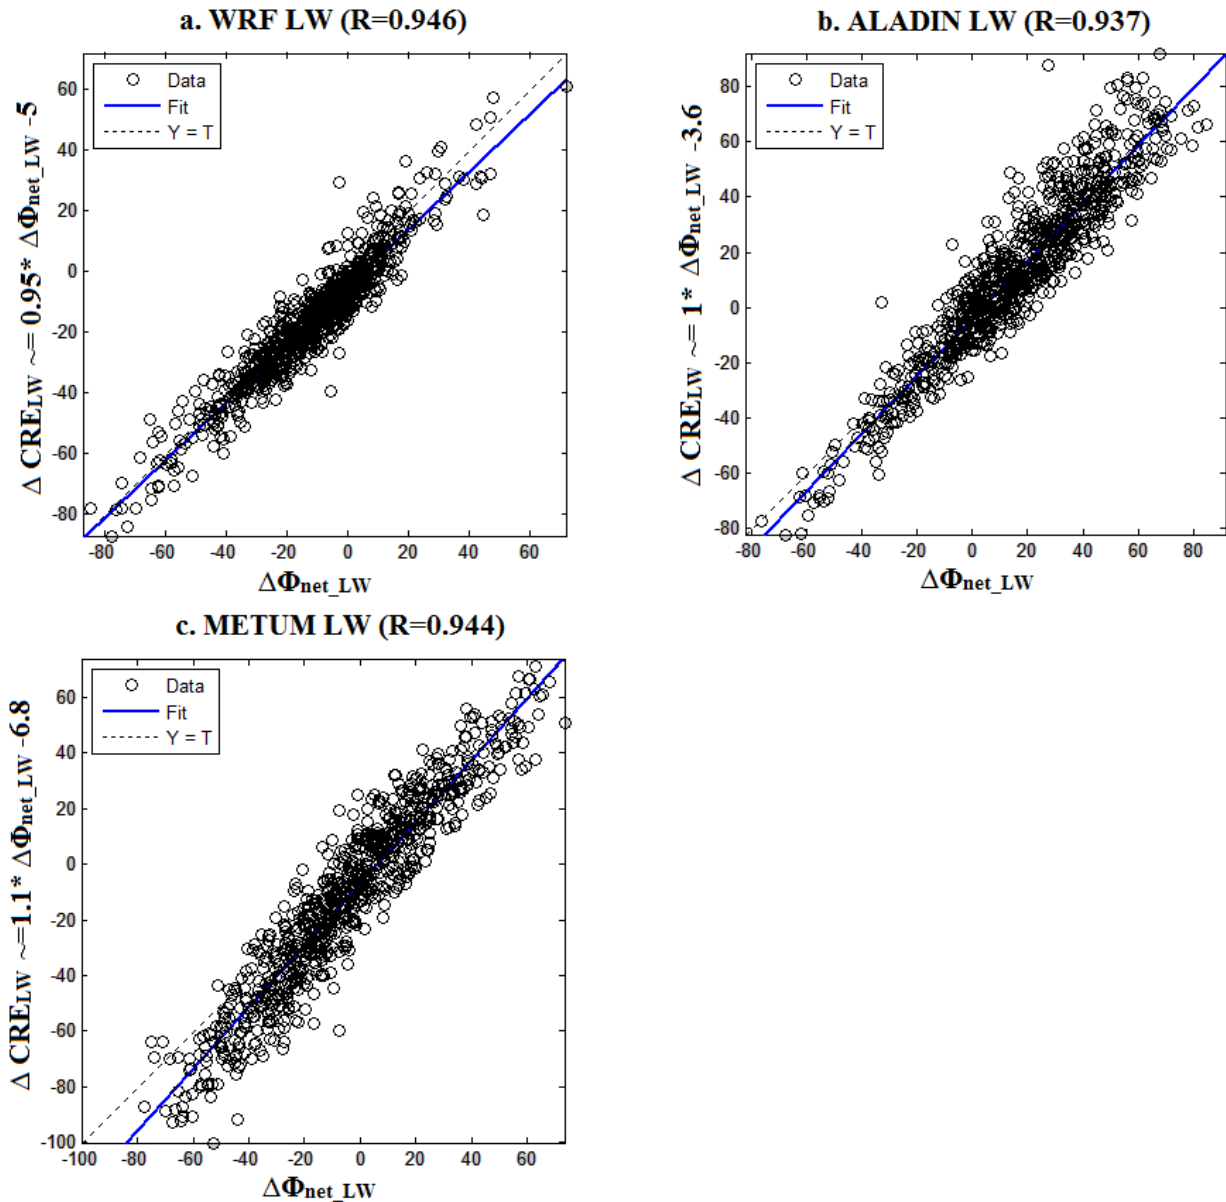 a. WRF LW (R=0.946)
Δ CRE_LW ~= 0.95* ΔΦ_net_LW -5
Data
Fit
Y = T
60
40
20
0
-20
-40
-60
-80
-80 -60 -40 -20 0 20 40 60
ΔΦ_net_LW
b. ALADIN LW (R=0.937)
Δ CRE_LW ~= 1* ΔΦ_net_LW -3.6
Data
Fit
Y = T
80
60
40
20
0
-20
-40
-60
-80
-80 -60 -40 -20 0 20 40 60 80
ΔΦ_net_LW
c. METUM LW (R=0.944)
Δ CRE_LW ~=1.1* ΔΦ_net_LW -6.8
Data
Fit
Y = T
60
40
20
0
-20
-40
-60
-80
-100
-100 -80 -60 -40 -20 0 20 40 60
ΔΦ_net_LW